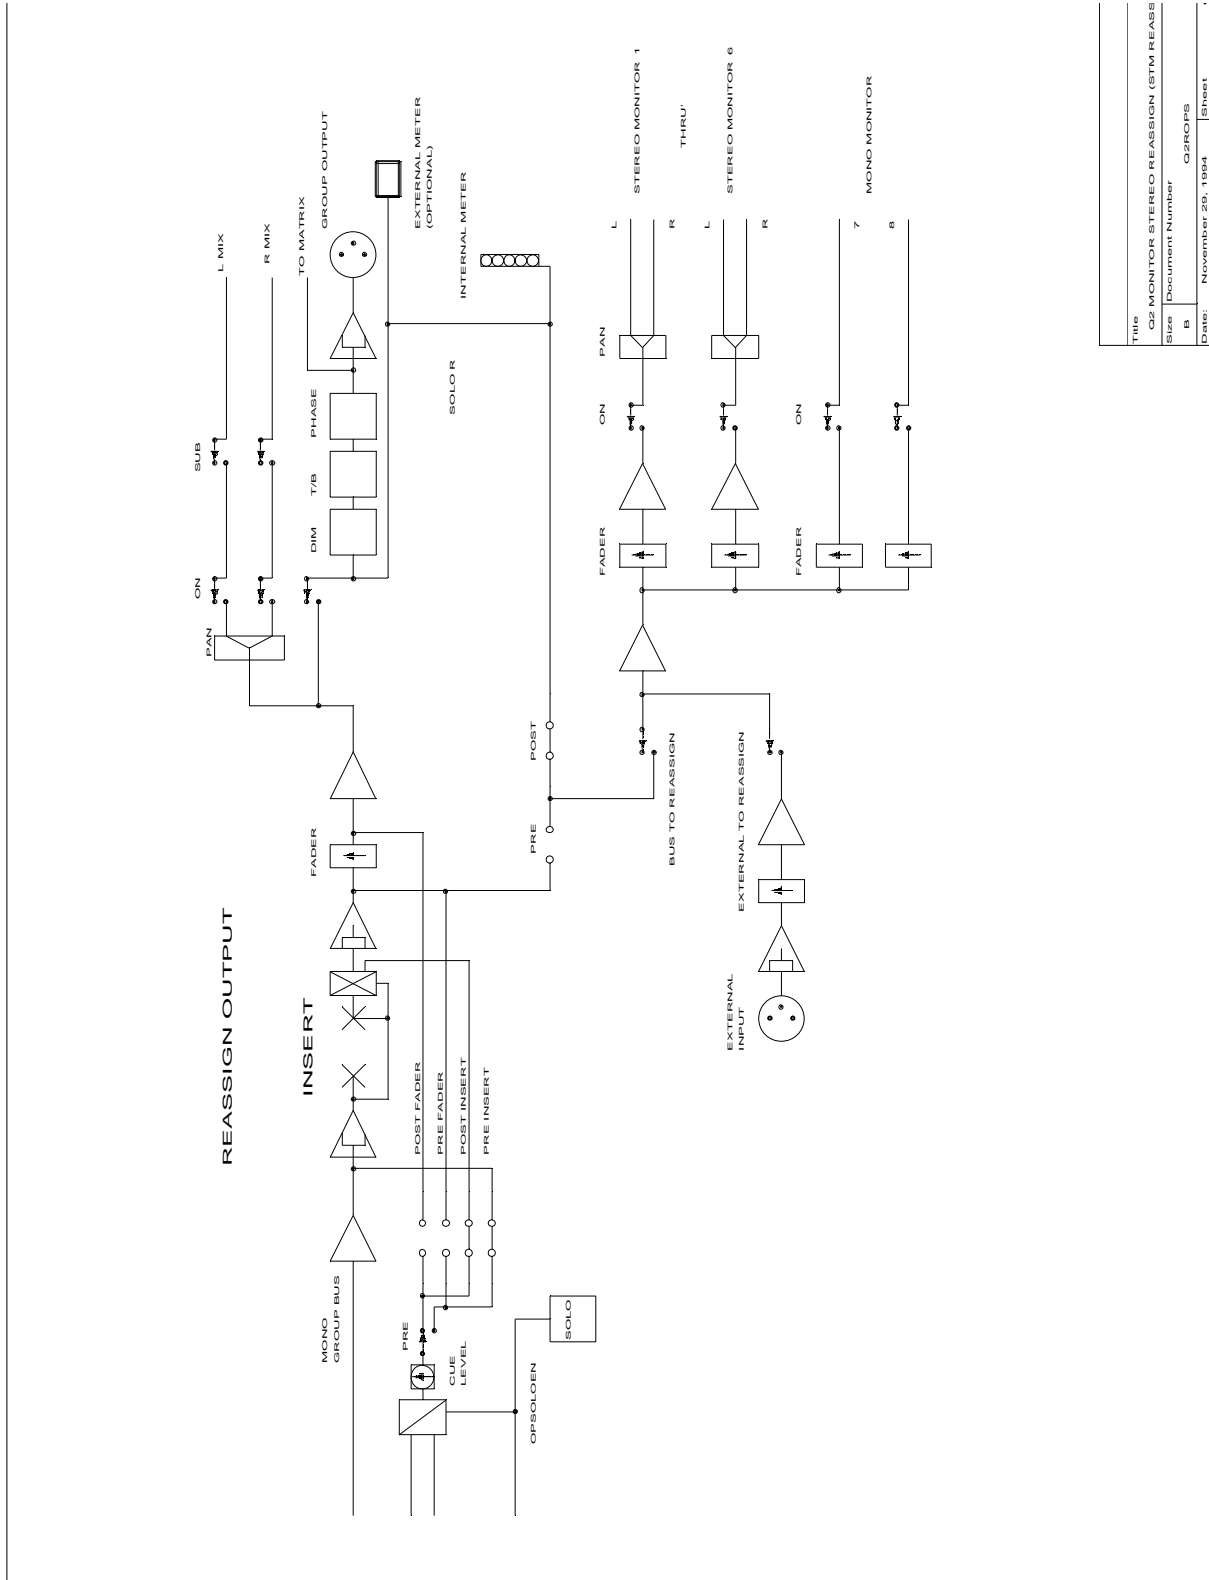 REASSIGN OUTPUT
MONO
GROUP BUS
INSERT
FADER
PAN
ON
SUB
L MIX
R MIX
TO MATRIX
DIM
T/B
PHASE
GROUP OUTPUT
EXTERNAL METER
(OPTIONAL)
INTERNAL METER
SOLO R
POST FADER
PRE FADER
POST INSERT
PRE INSERT
PRE
CUE
LEVEL
OPSOLOEN
SOLO
PRE
POST
BUS TO REASSIGN
EXTERNAL TO REASSIGN
EXTERNAL
INPUT
FADER
ON
PAN
L
R
STEREO MONITOR 1
THRU'
L
R
STEREO MONITOR 6
FADER
ON
7
8
MONO MONITOR
Title
Q2 MONITOR STEREO REASSIGN (STM REASS
Size
Document Number
B
Q2ROPS
Date:
November 29, 1994
Sheet